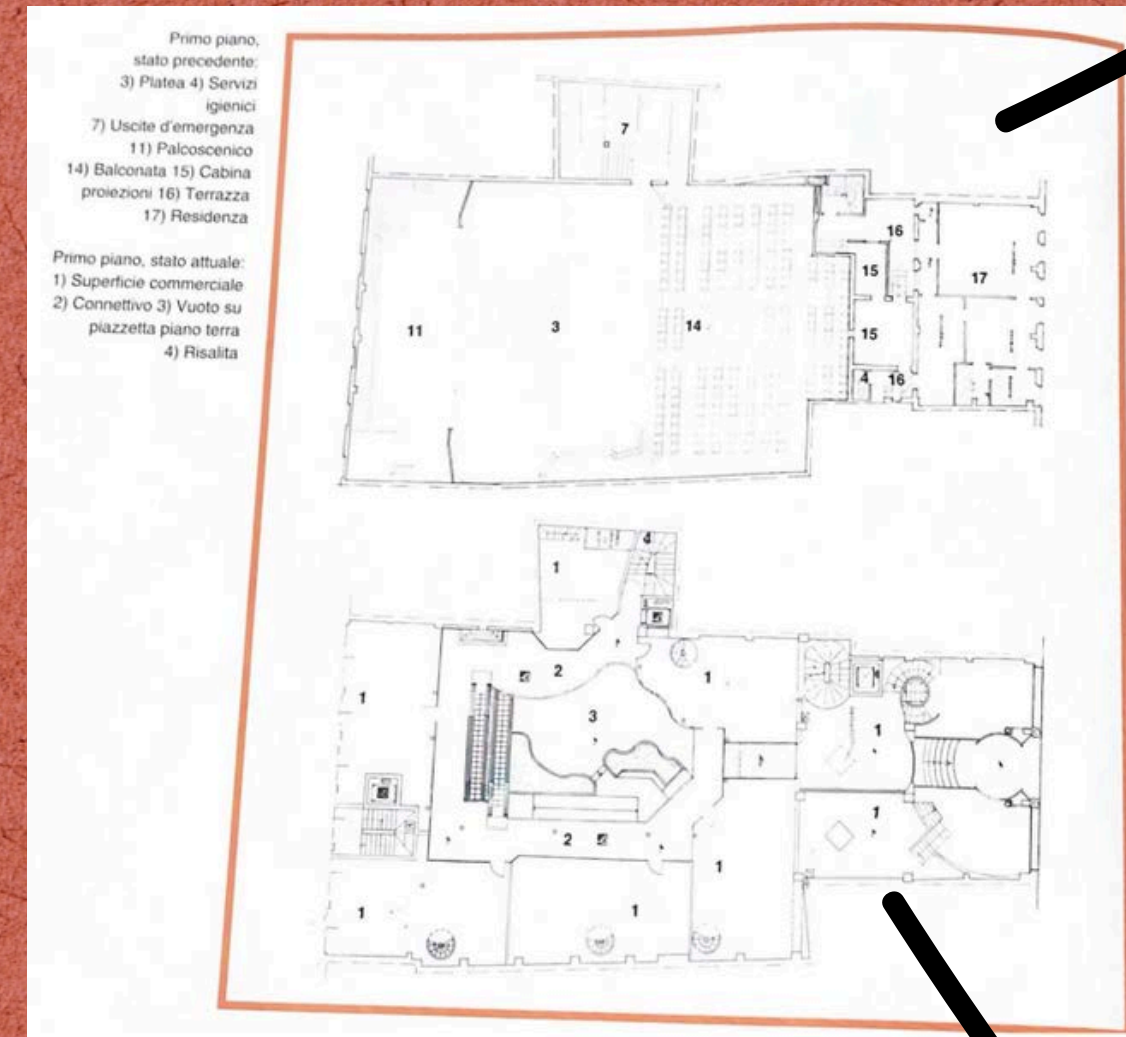 Primo piano,
stato precedente:
3) Platea 4) Servizi
igienici
7) Uscite d'emergenza
11) Palcoscenico
14) Balconata 15) Cabina
proiezioni 16) Terrazza
17) Residenza
Primo piano, stato attuale:
1) Superficie commerciale
2) Connettivo 3) Vuoto su
piazzetta piano terra
4) Risalita
7
16
15
17
11
3
14
15
4
16
4
1
2
1
1
3
1
1
2
1
1
1